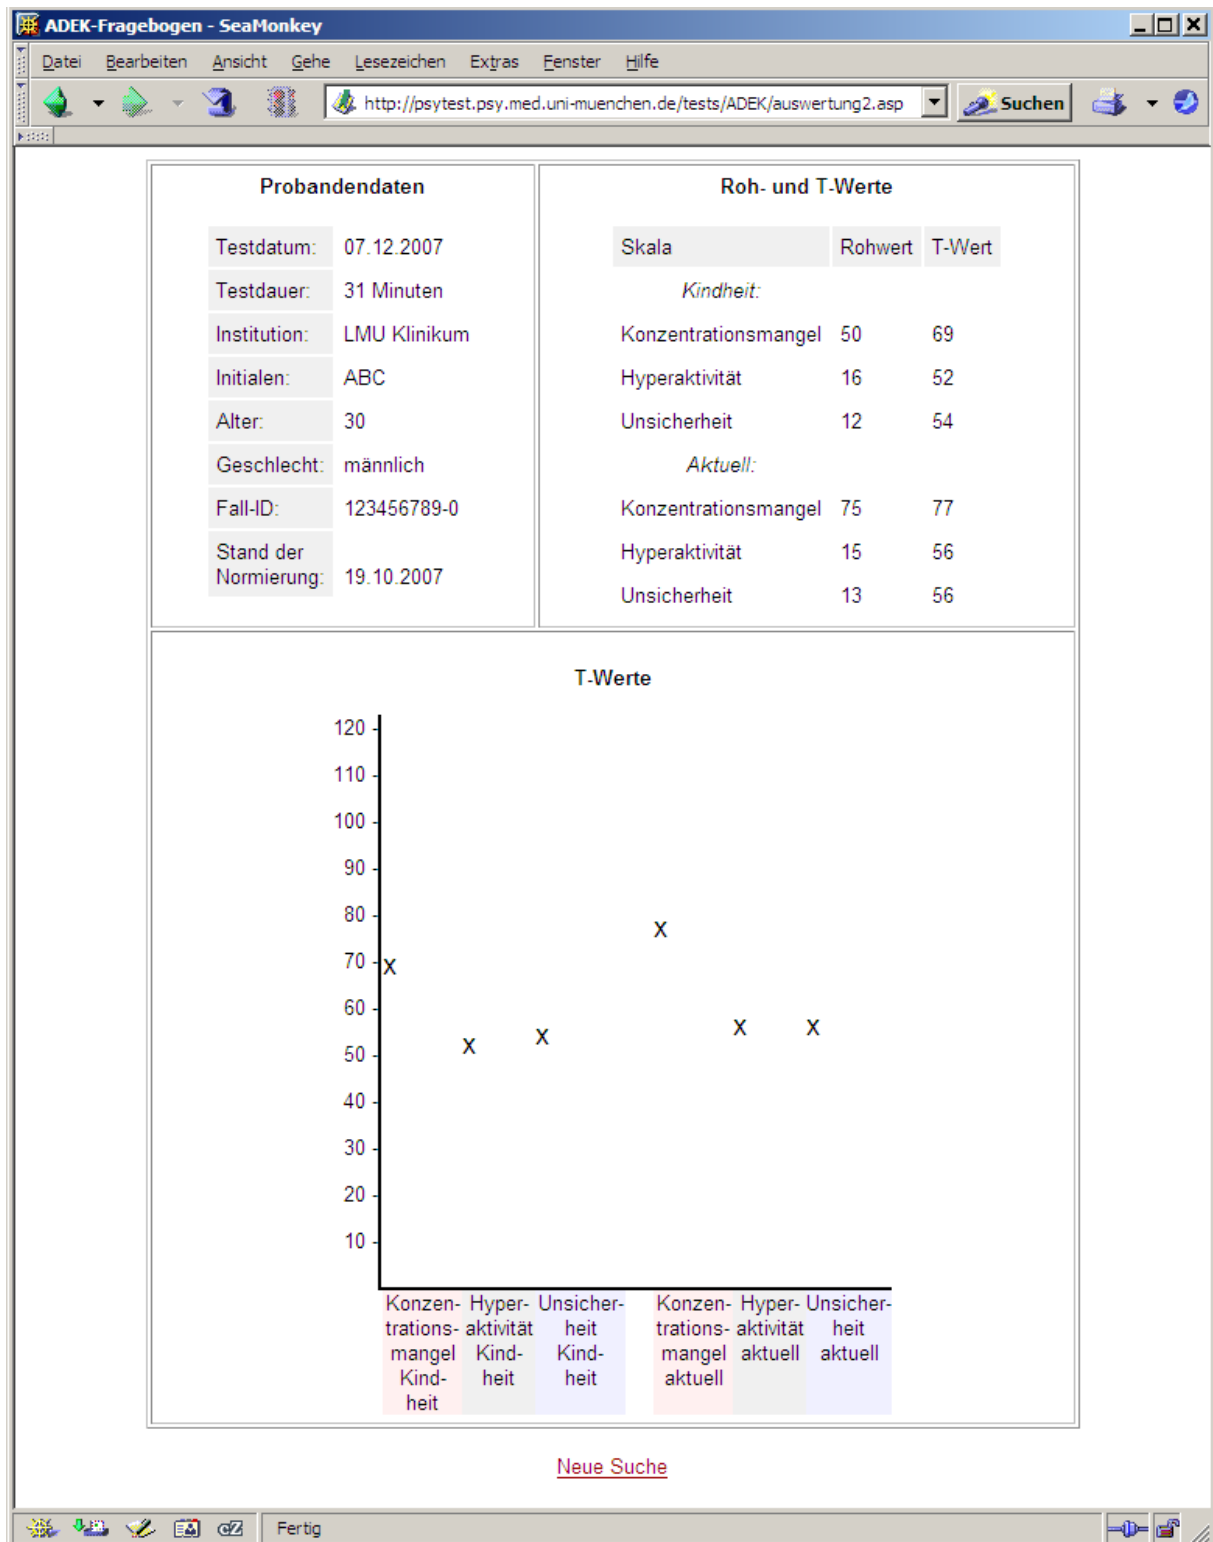 ADEK-Fragebogen - SeaMonkey
Datei Bearbeiten Ansicht Gehe Lesezeichen Extras Fenster Hilfe
http://psytest.psy.med.uni-muenchen.de/tests/ADEK/auswertung2.asp Suchen
Probandendaten
Testdatum: 07.12.2007
Testdauer: 31 Minuten
Institution: LMU Klinikum
Initialen: ABC
Alter: 30
Geschlecht: männlich
Fall-ID: 123456789-0
Stand der
Normierung: 19.10.2007
Roh- und T-Werte
Skala Rohwert T-Wert
Kindheit:
Konzentrationsmangel 50 69
Hyperaktivität 16 52
Unsicherheit 12 54
Aktuell:
Konzentrationsmangel 75 77
Hyperaktivität 15 56
Unsicherheit 13 56
T-Werte
120
110
100
90
80
70
60
50
40
30
20
10
X X X X X X
Konzen- Hyper- Unsicher- Konzen- Hyper- Unsicher-
trations- aktivität heit trations- aktivität heit
mangel Kind- Kind- mangel aktuell aktuell
Kind- heit heit aktuell
heit
Neue Suche
cZ Fertig